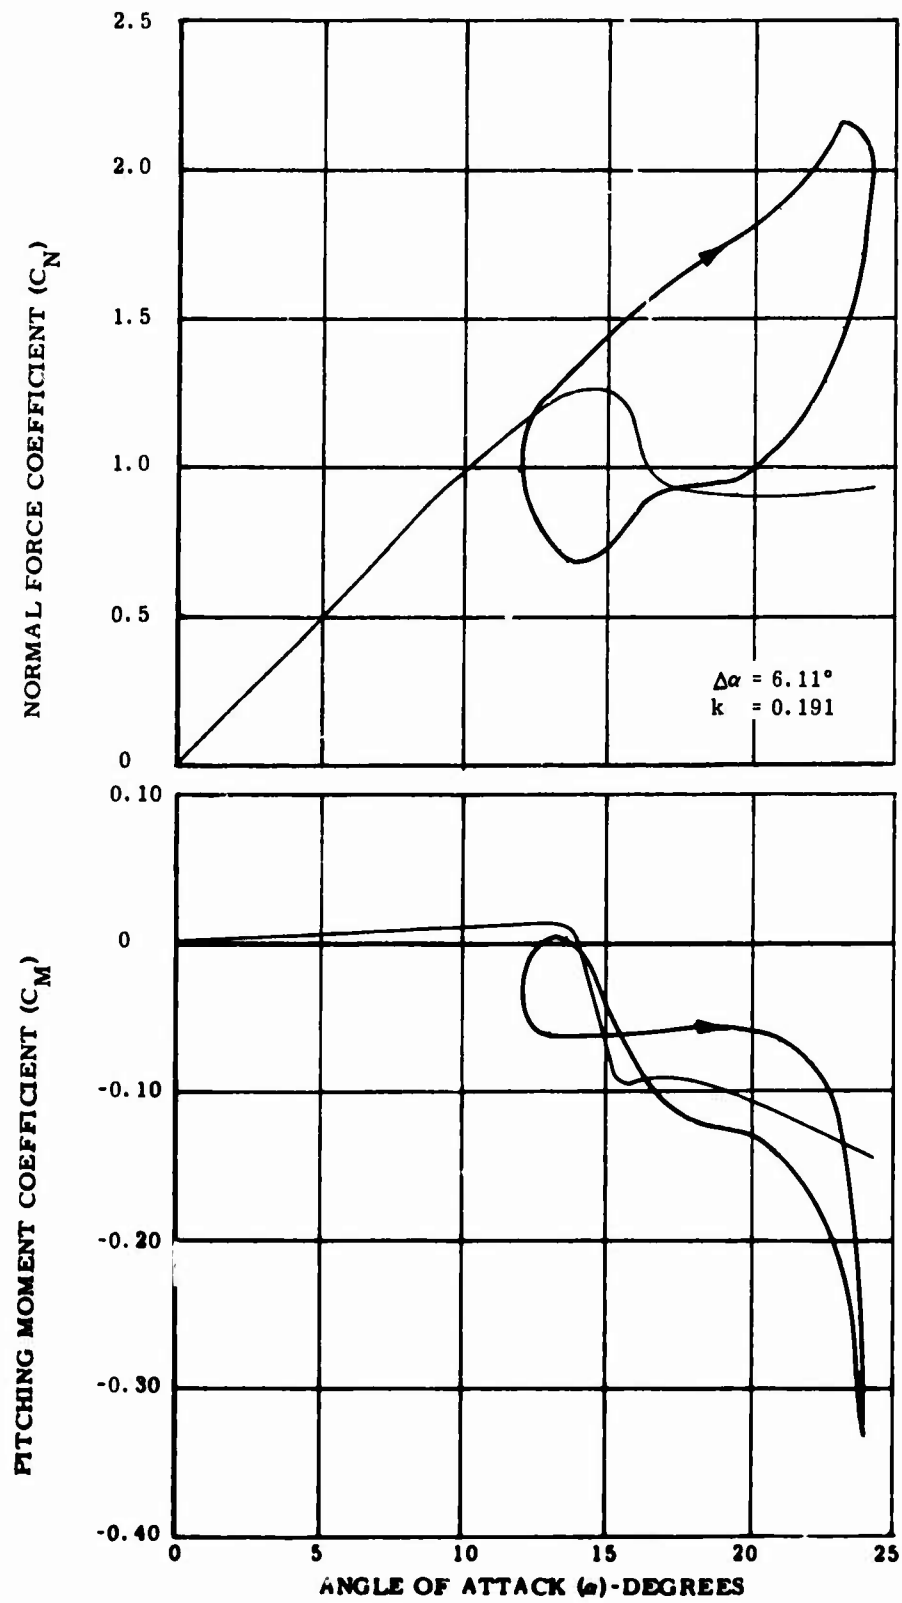 2.5
2.0
1.5
1.0
0.5
0
NORMAL FORCE COEFFICIENT (C_N)
Δα = 6.11°
k = 0.191
0.10
0
-0.10
-0.20
-0.30
-0.40
PITCHING MOMENT COEFFICIENT (C_M)
0 5 10 15 20 25
ANGLE OF ATTACK (α)-DEGREES